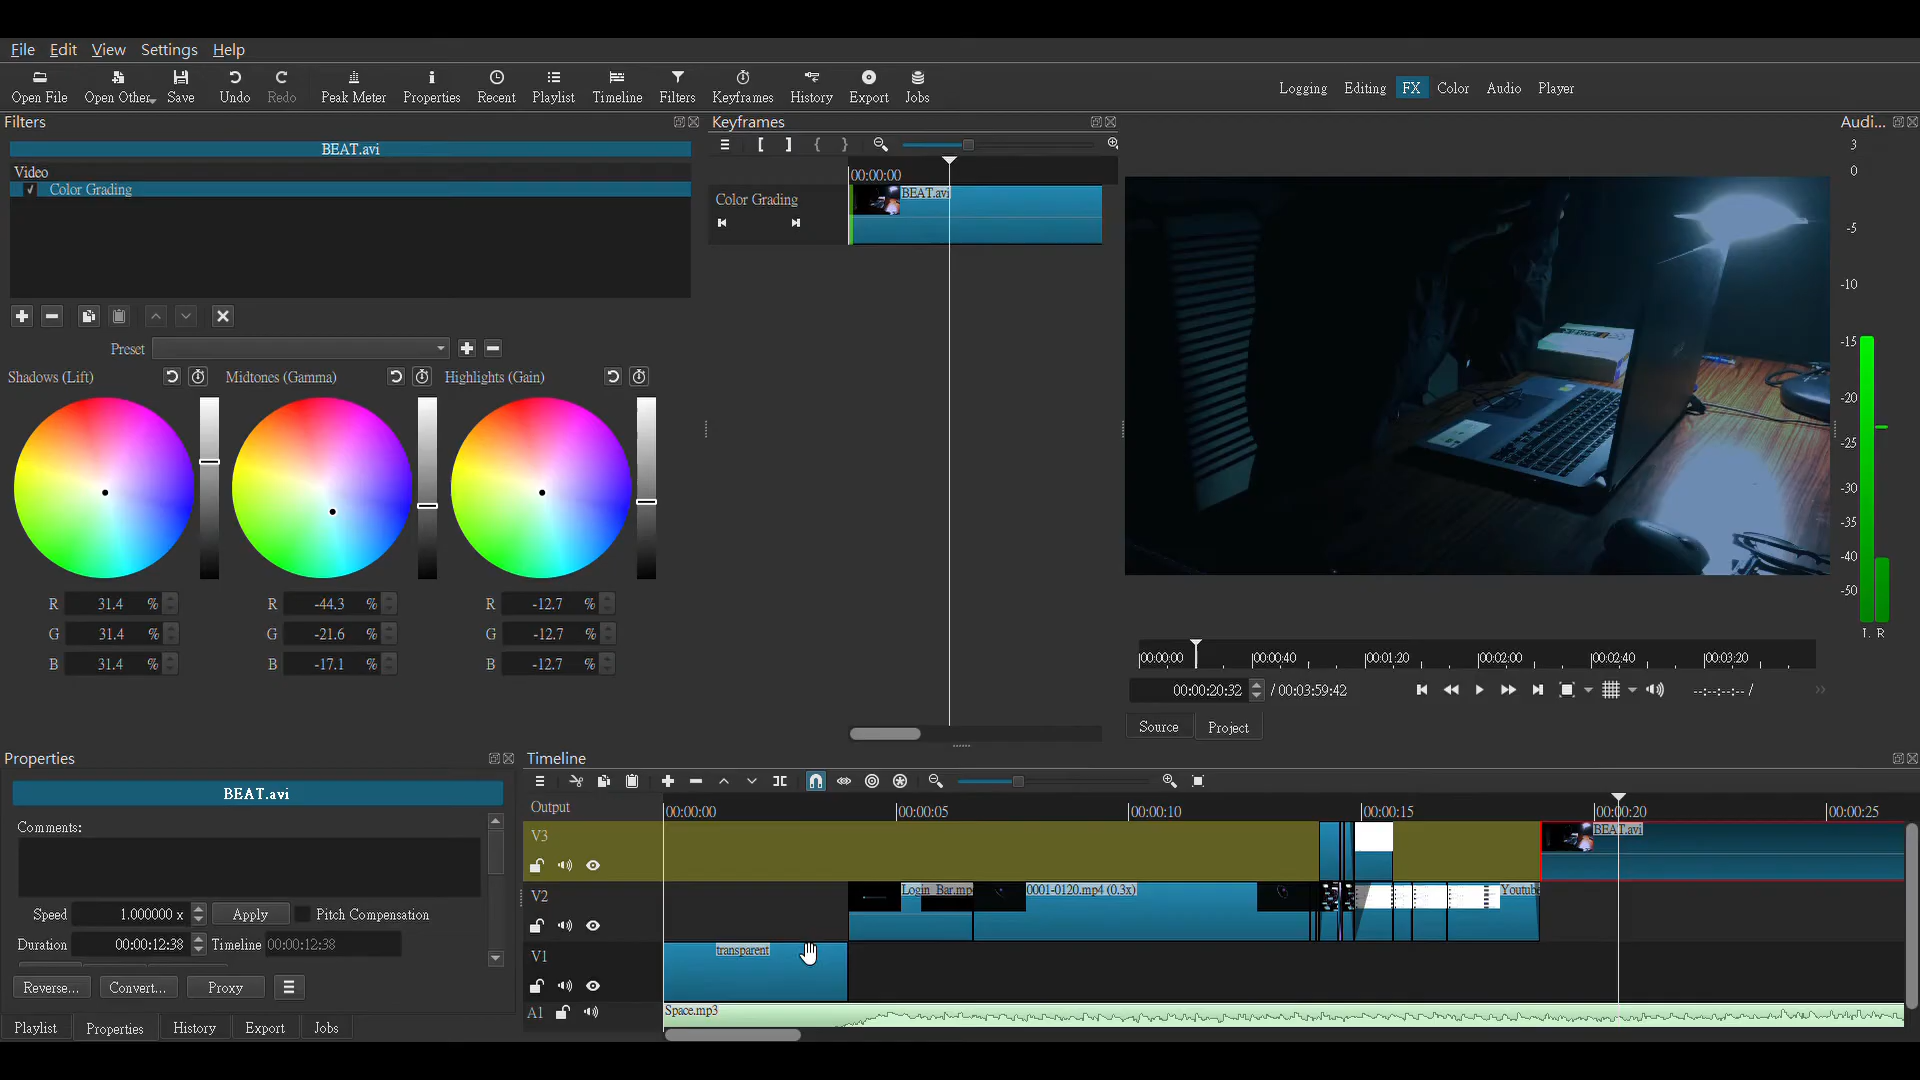 File Edit View Settings Help
Open File Open Other Save Undo Redo Peak Meter Properties Recent Playlist Timeline Filters Keyframes History Export Jobs
Logging Editing FX Color Audio Player
Filters
BEAT.avi
Video
Color Grading
Preset
Shadows (Lift) Midtones (Gamma) Highlights (Gain)
R 31.4 % R -44.3 % R -12.7 %
G 31.4 % G -21.6 % G -12.7 %
B 31.4 % B -17.1 % B -12.7 %
Keyframes
00:00:00
Color Grading
BEAT.avi
Audi...
3
0
-5
-10
-15
-20
-25
-30
-35
-40
-50
L R
00:00:00 00:00:40 00:01:20 00:02:00 00:02:40 00:03:20
00:00:20:32 / 00:03:59:42 --:--:--:-- /
Source Project
Properties
BEAT.avi
Comments:
Speed 1.000000 x Apply Pitch Compensation
Duration 00:00:12:38 Timeline 00:00:12:38
Reverse... Convert... Proxy
Playlist Properties History Export Jobs
Timeline
Output
00:00:00 00:00:05 00:00:10 00:00:15 00:00:20 00:00:25
V3
BEAT.avi
V2
Login_Bar.mp 0001-0120.mp4 (0.3x) Youtube
V1
transparent
A1
Space.mp3